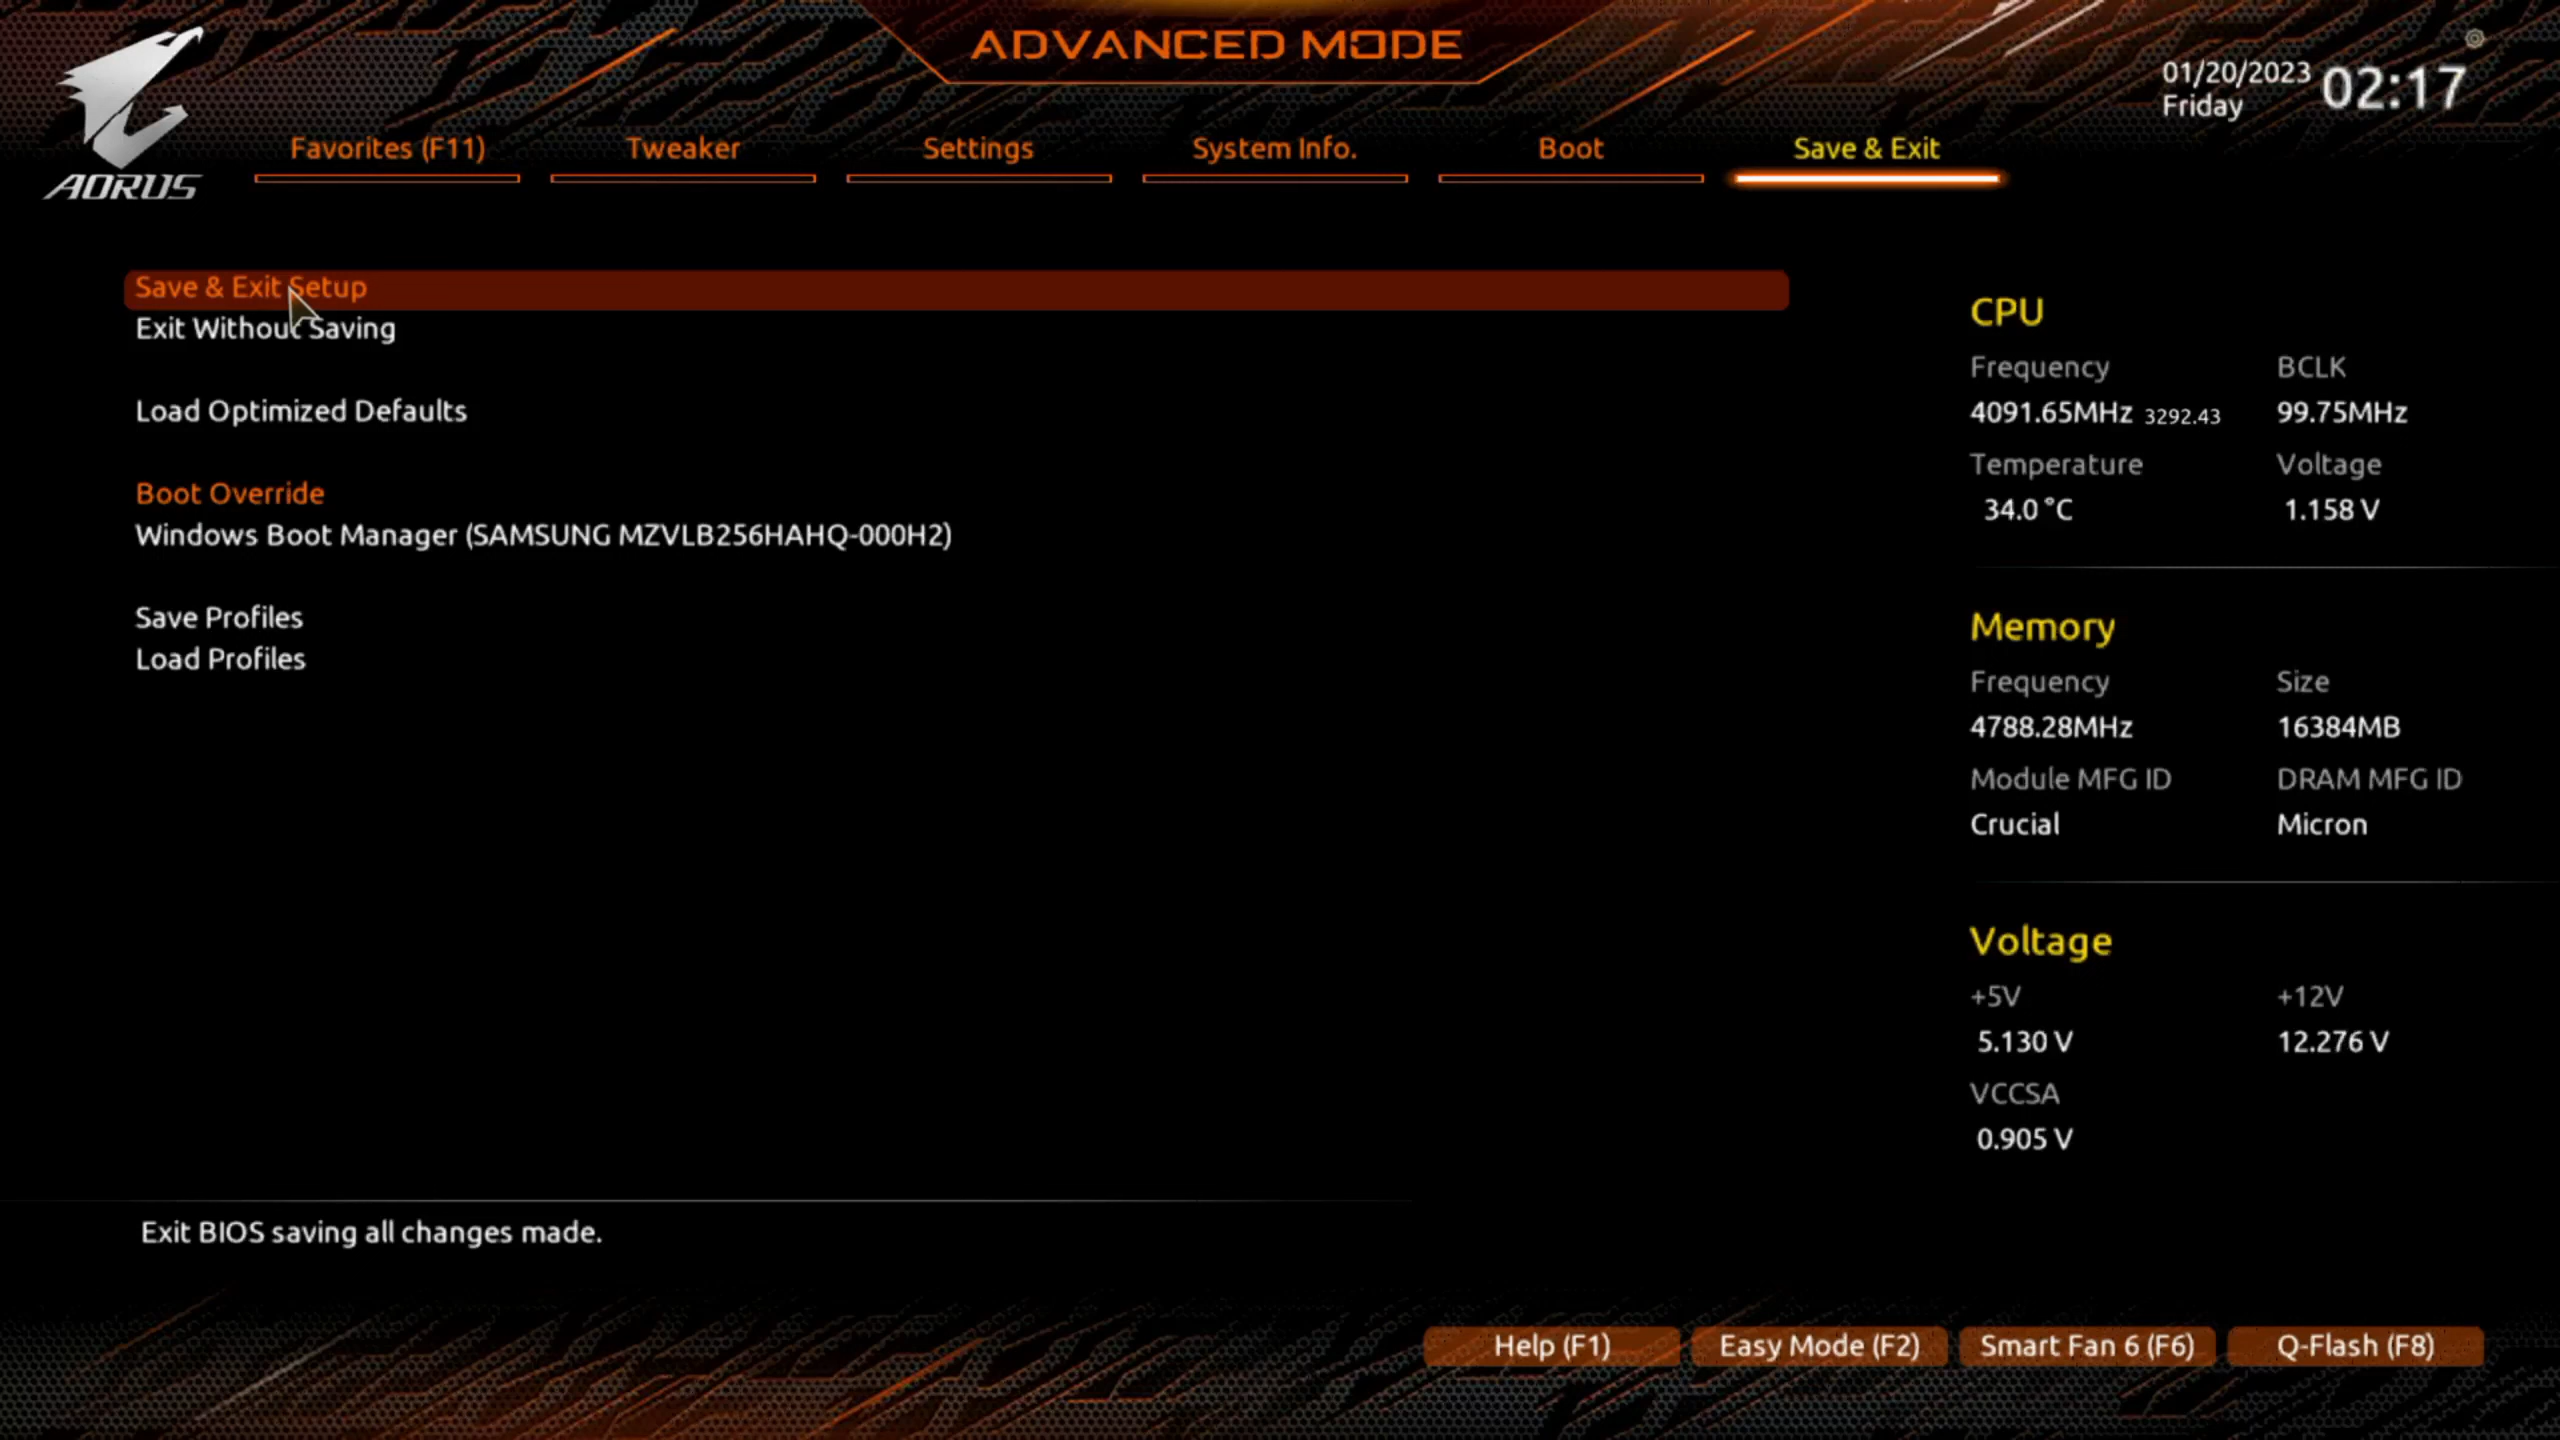 ADVANCED MODE
AORUS
01/20/2023
Friday
02:17
Favorites (F11)
Tweaker
Settings
System Info.
Boot
Save & Exit
Save & Exit Setup
Exit Without Saving
Load Optimized Defaults
Boot Override
Windows Boot Manager (SAMSUNG MZVLB256HAHQ-000H2)
Save Profiles
Load Profiles
CPU
Frequency BCLK
4091.65MHz 3292.43 99.75MHz
Temperature Voltage
34.0 °C 1.158 V
Memory
Frequency Size
4788.28MHz 16384MB
Module MFG ID DRAM MFG ID
Crucial Micron
Voltage
+5V +12V
5.130 V 12.276 V
VCCSA
0.905 V
Exit BIOS saving all changes made.
Help (F1)
Easy Mode (F2)
Smart Fan 6 (F6)
Q-Flash (F8)